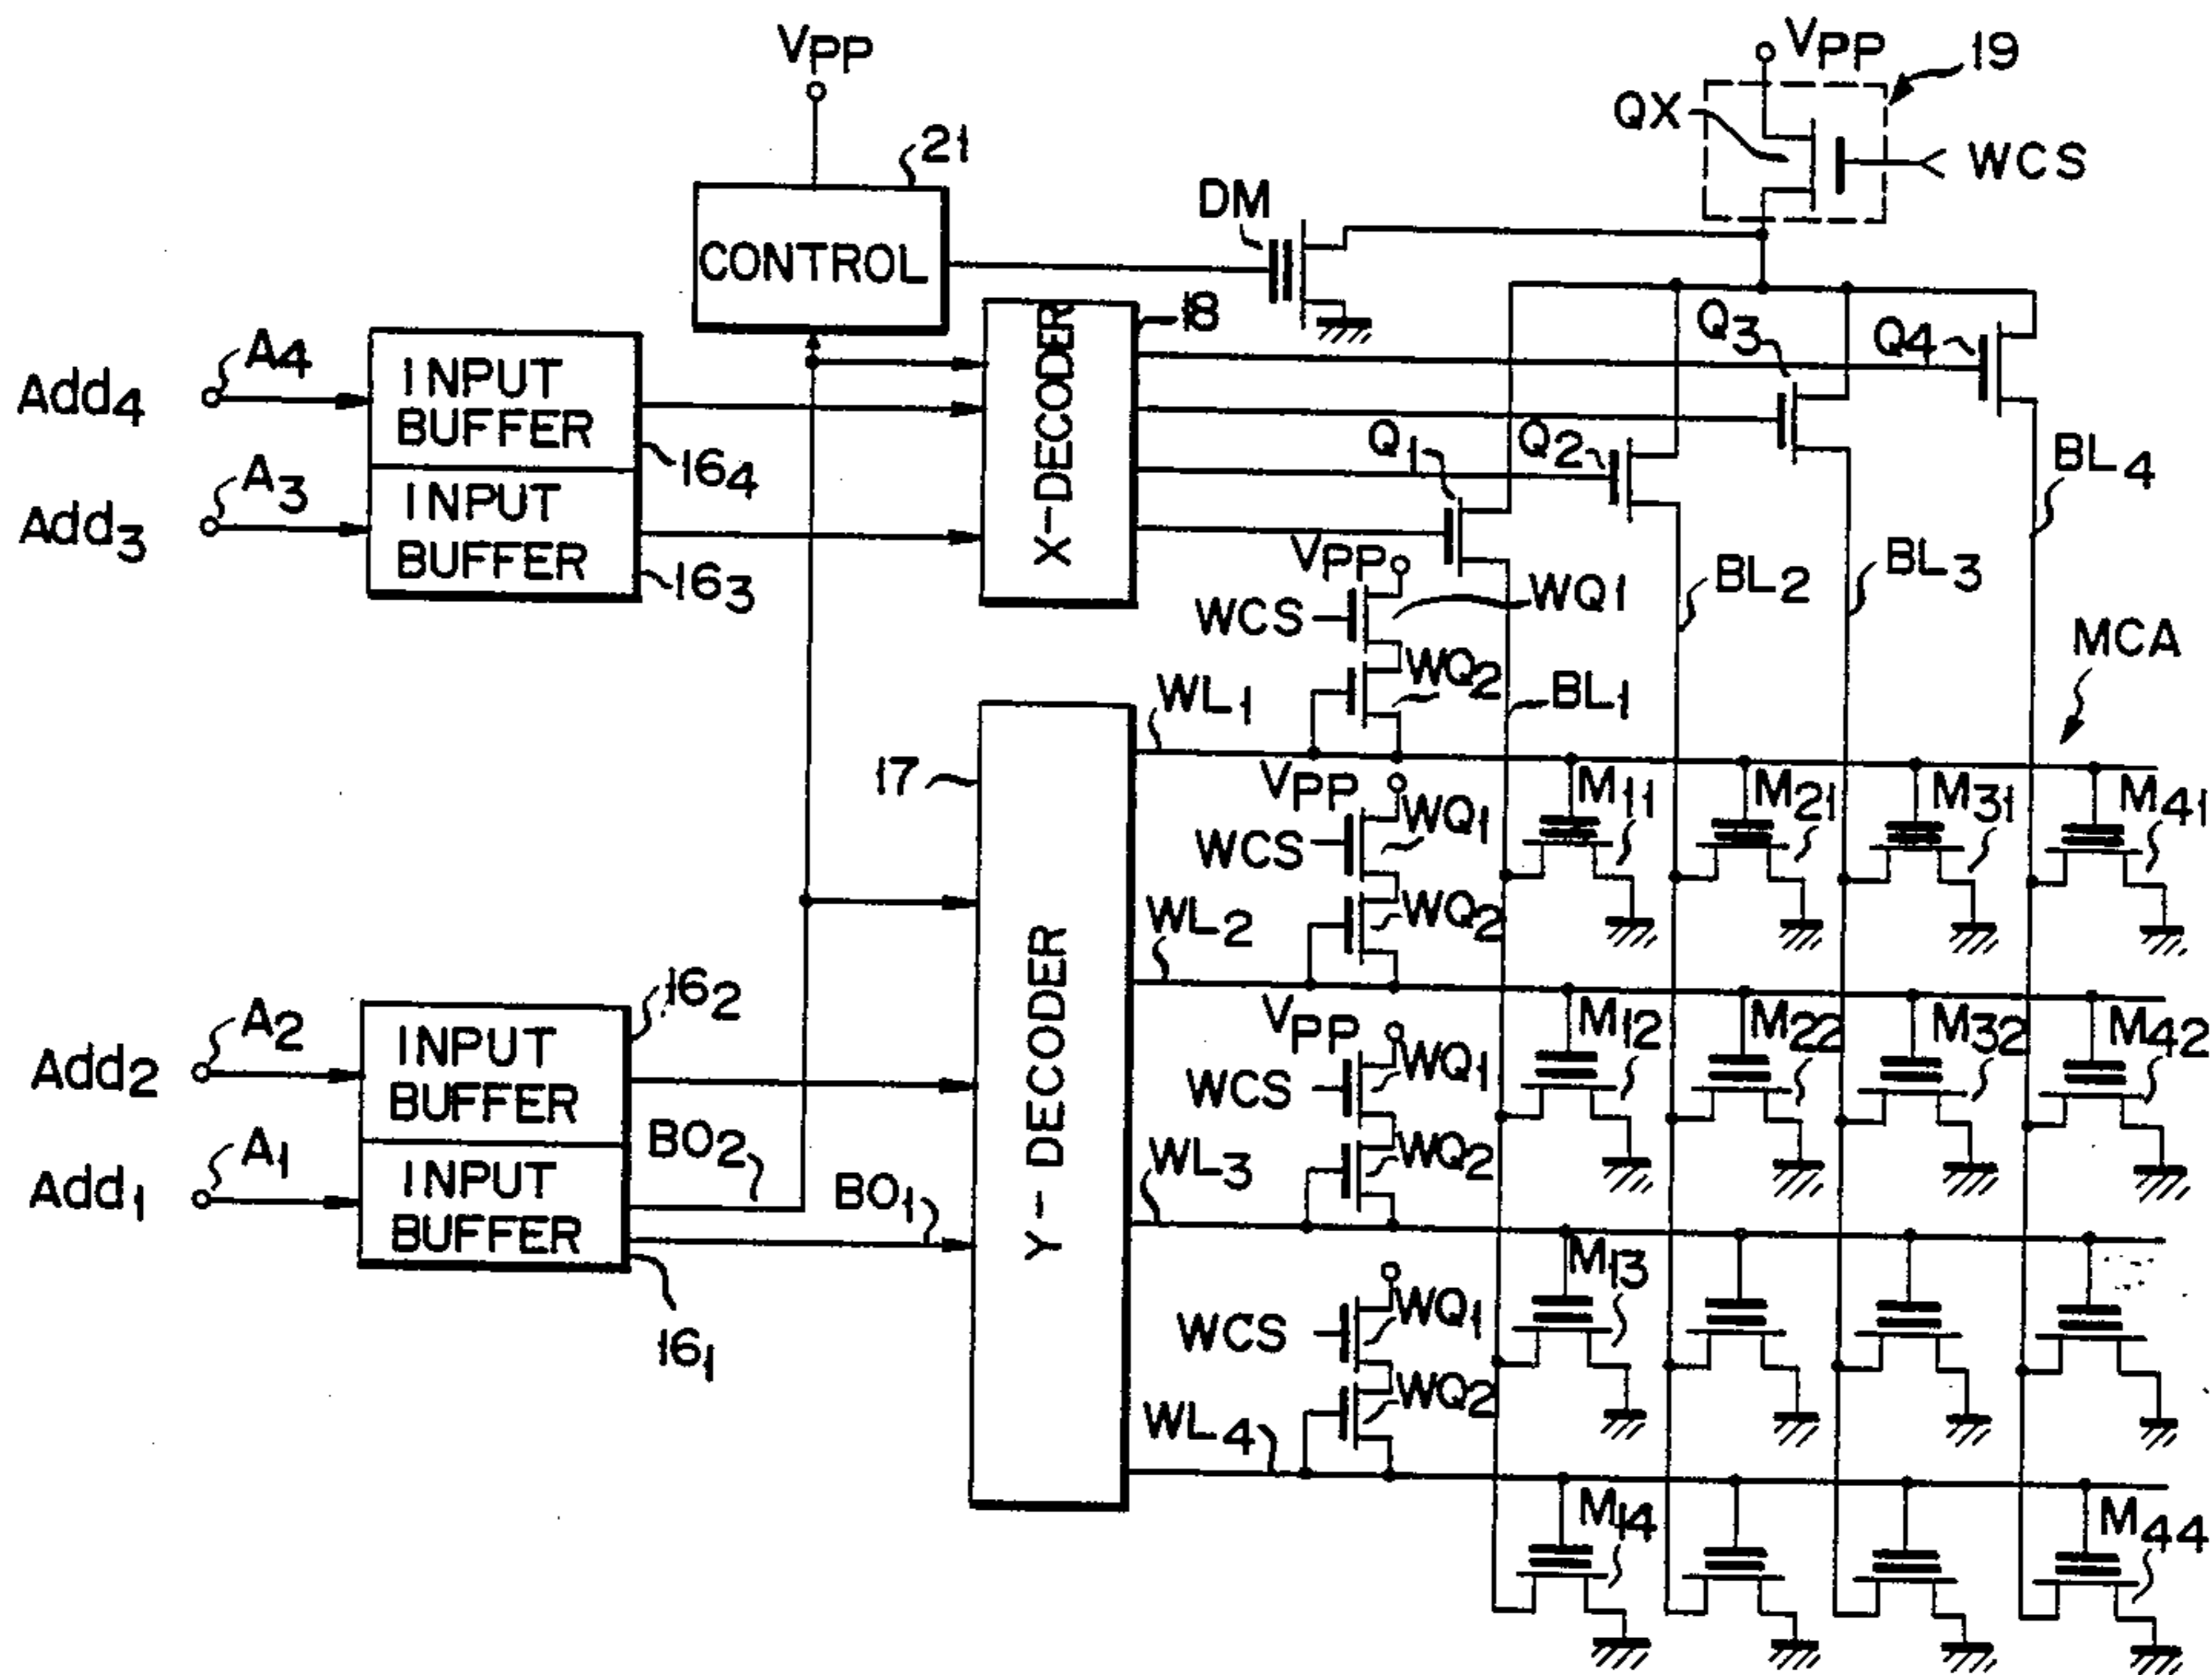 VPP
VPP
19
QX
WCS
21
DM
CONTROL
18
Q3
Q4
A4
Add4
INPUT
BUFFER
164
X-DECODER
Q1
Q2
BL4
A3
Add3
INPUT
BUFFER
163
VPP
WCS
WQ1
BL2
BL3
MCA
WL1
WQ2
BL1
17
VPP
WCS
WQ1
M11
M21
M31
M41
WL2
WQ2
162
A2
Add2
INPUT
BUFFER
Y-DECODER
VPP
WCS
WQ1
M12
M22
M32
M42
A1
Add1
INPUT
BUFFER
BO2
BO1
WL3
WQ2
161
M13
WCS
WQ1
WL4
WQ2
M14
M44